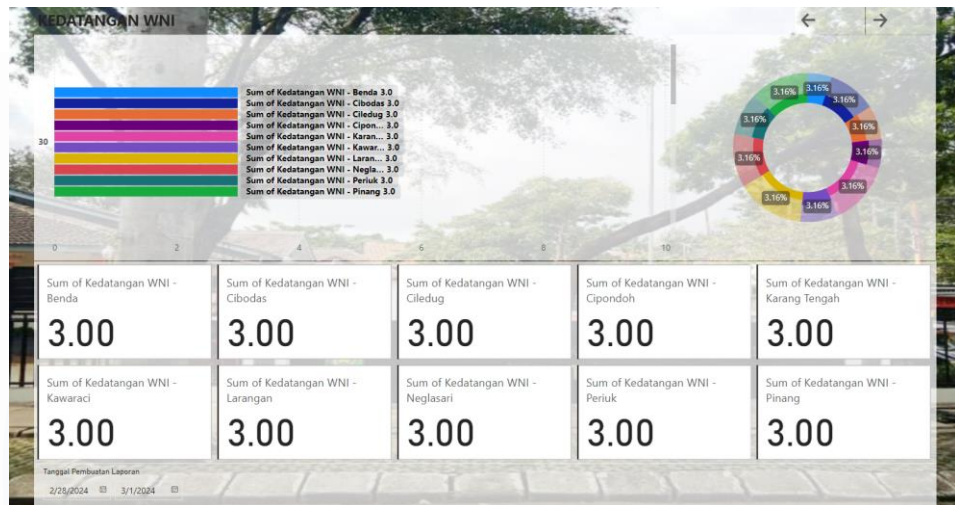 KEDATANGAN WNI
Sum of Kedatangan WNI - Benda 3.0
Sum of Kedatangan WNI - Cibodas 3.0
Sum of Kedatangan WNI - Ciledug 3.0
Sum of Kedatangan WNI - Cipon... 3.0
Sum of Kedatangan WNI - Karan... 3.0
Sum of Kedatangan WNI - Kawar... 3.0
Sum of Kedatangan WNI - Laran... 3.0
Sum of Kedatangan WNI - Negla... 3.0
Sum of Kedatangan WNI - Periuk 3.0
Sum of Kedatangan WNI - Pinang 3.0
30
0 2 4 6 8 10
3.16%
3.16%
3.16%
3.16%
3.16%
3.16%
3.16%
3.16%
3.16%
3.16%
Sum of Kedatangan WNI -
Benda
3.00
Sum of Kedatangan WNI -
Cibodas
3.00
Sum of Kedatangan WNI -
Ciledug
3.00
Sum of Kedatangan WNI -
Cipondoh
3.00
Sum of Kedatangan WNI -
Karang Tengah
3.00
Sum of Kedatangan WNI -
Kawaraci
3.00
Sum of Kedatangan WNI -
Larangan
3.00
Sum of Kedatangan WNI -
Neglasari
3.00
Sum of Kedatangan WNI -
Periuk
3.00
Sum of Kedatangan WNI -
Pinang
3.00
Tanggal Pembuatan Laporan
2/28/2024 3/1/2024